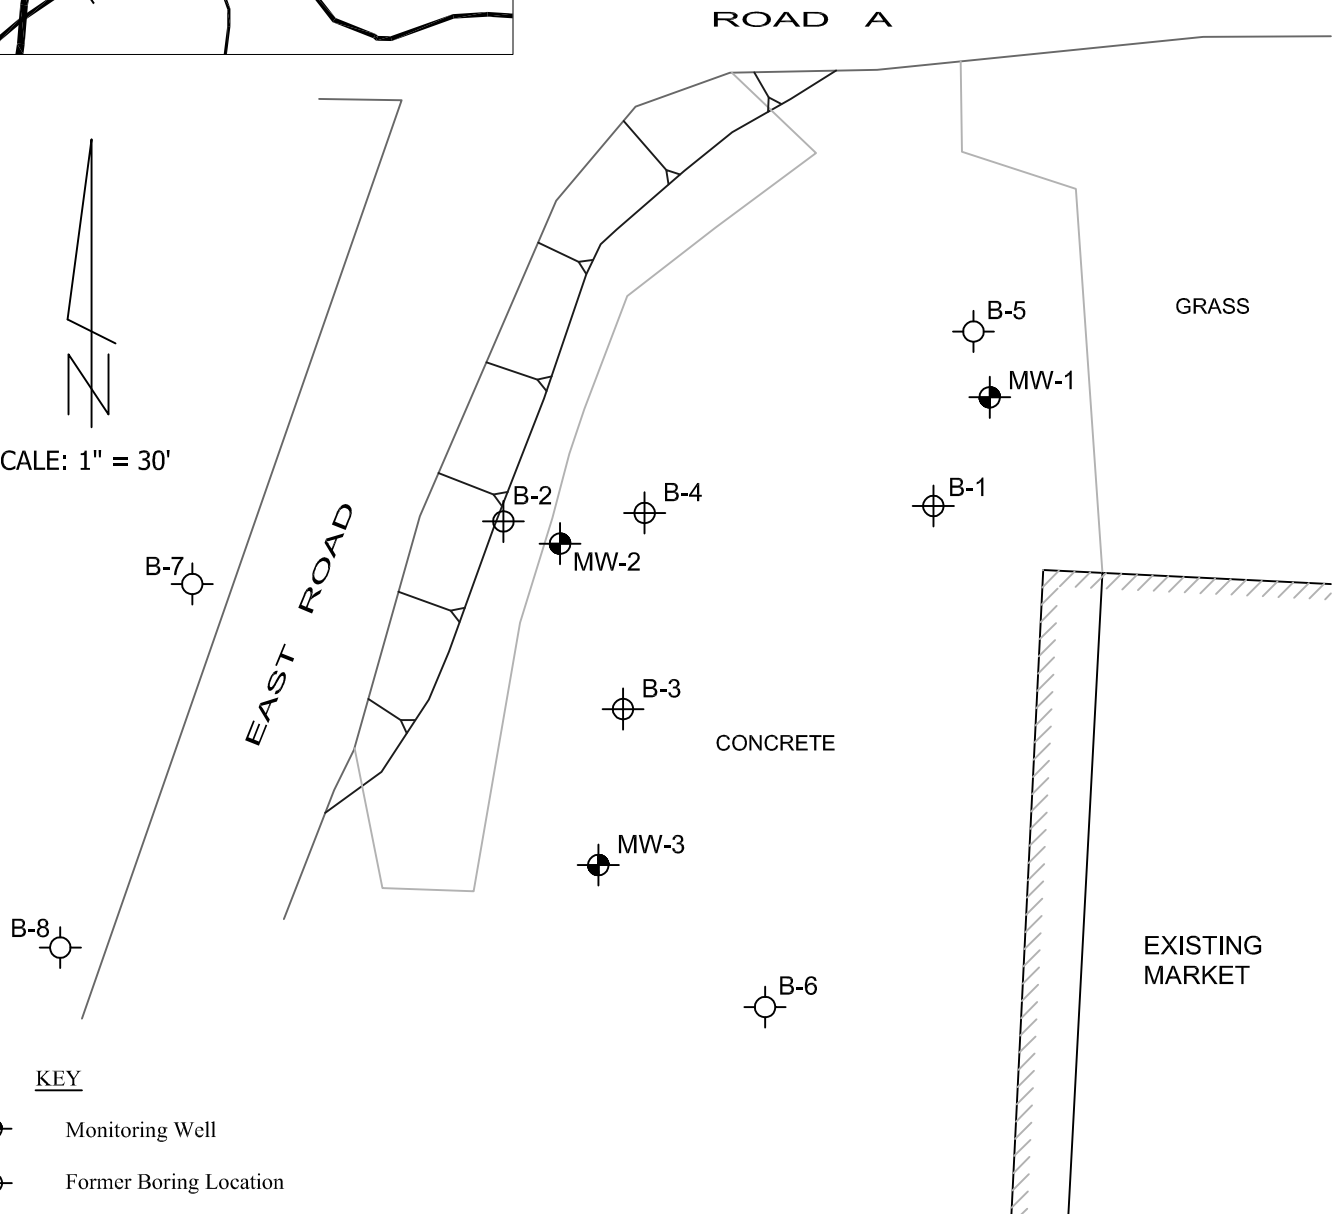 ROAD A
N
CALE: 1" = 30'
GRASS
B-5
MW-1
B-1
B-2
B-4
MW-2
B-7
EAST ROAD
B-3
CONCRETE
MW-3
B-8
B-6
EXISTING
MARKET
KEY
Monitoring Well
Former Boring Location